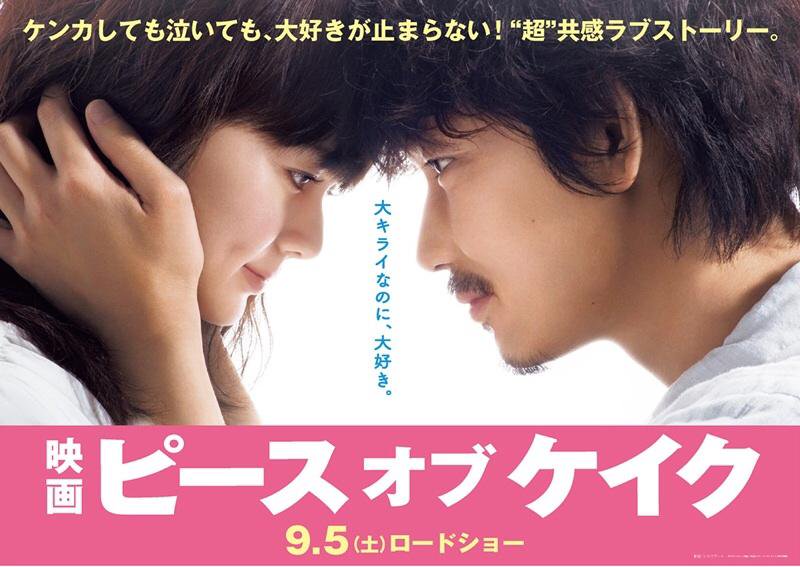 ケンカしても泣いても、大好きが止まらない！“超”共感ラブストーリー。
大キライなのに、大好き。
映画 ピース オブ ケイク
9.5(土)ロードショー